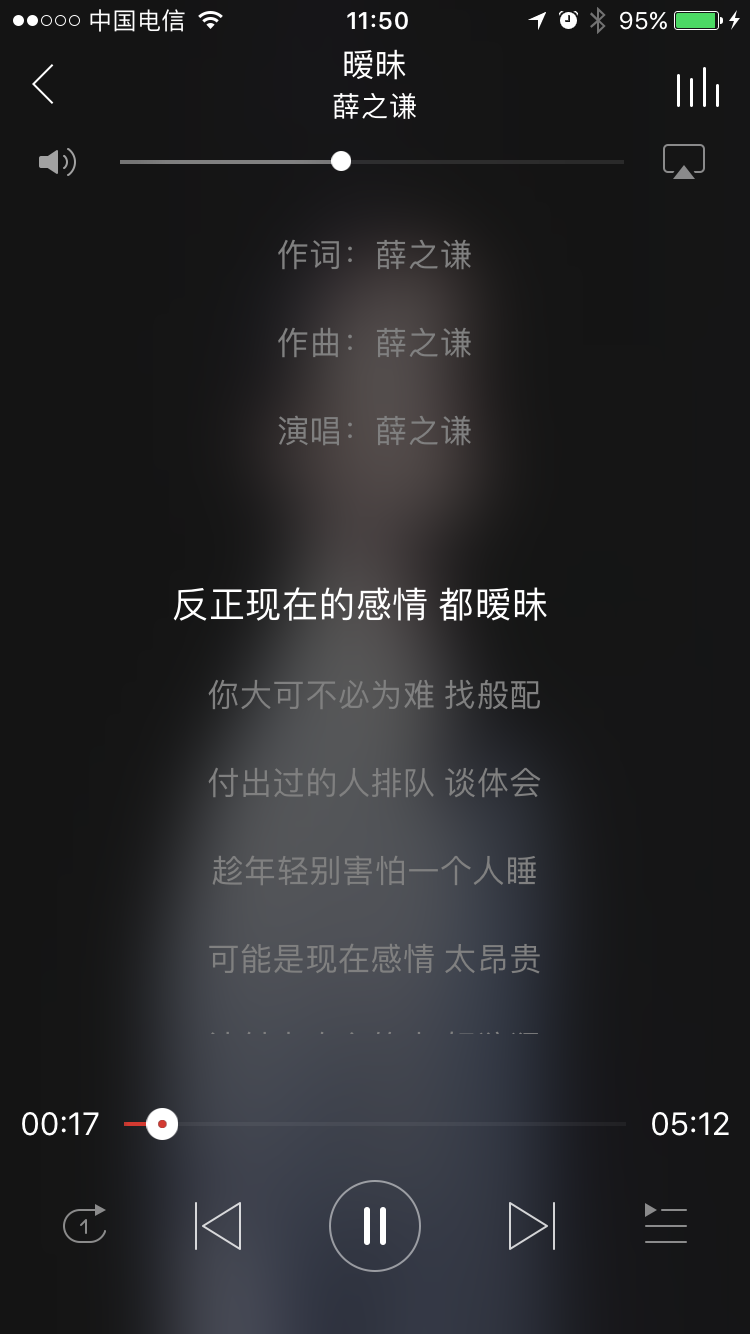 中国电信 11:50 95%
暧昧
薛之谦
作词：薛之谦
作曲：薛之谦
演唱：薛之谦
反正现在的感情 都暧昧
你大可不必为难 找般配
付出过的人排队 谈体会
趁年轻别害怕一个人睡
可能是现在感情 太昂贵
00:17 05:12
1